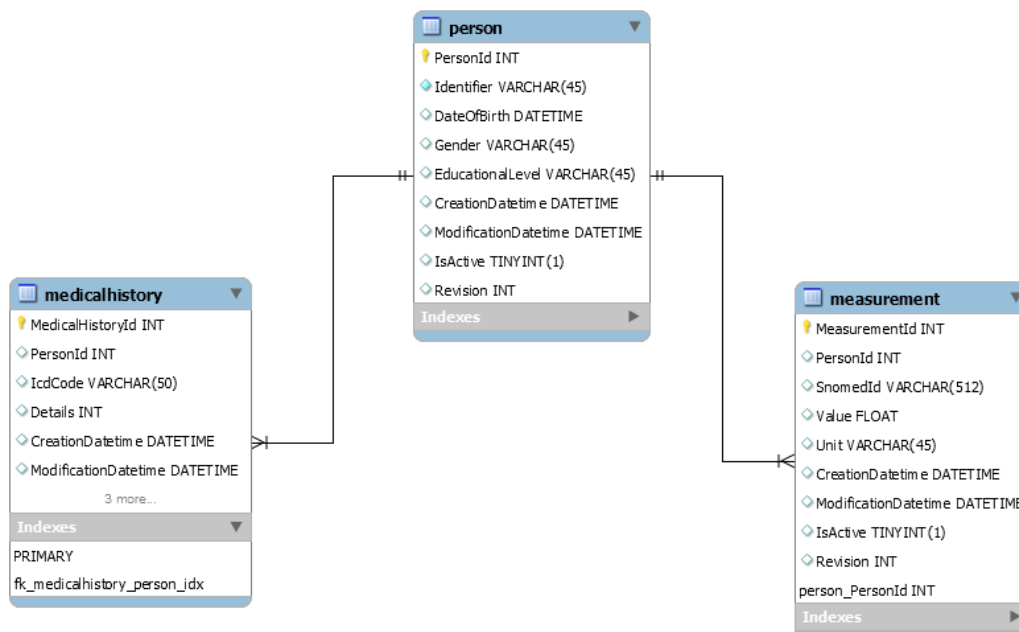 person
PersonId INT
Identifier VARCHAR(45)
DateOfBirth DATETIME
Gender VARCHAR(45)
EducationalLevel VARCHAR(45)
CreationDatetime DATETIME
ModificationDatetime DATETIME
IsActive TINYINT(1)
Revision INT
Indexes
medicalhistory
MedicalHistoryId INT
PersonId INT
IcdCode VARCHAR(50)
Details INT
CreationDatetime DATETIME
ModificationDatetime DATETIME
3 more...
Indexes
PRIMARY
fk_medicalhistory_person_idx
measurement
MeasurementId INT
PersonId INT
SnomedId VARCHAR(512)
Value FLOAT
Unit VARCHAR(45)
CreationDatetime DATETIME
ModificationDatetime DATETIME
IsActive TINYINT(1)
Revision INT
person_PersonId INT
Indexes